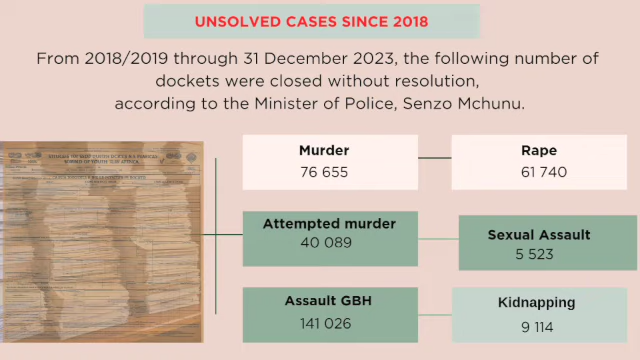 UNSOLVED CASES SINCE 2018
From 2018/2019 through 31 December 2023, the following number of
dockets were closed without resolution,
according to the Minister of Police, Senzo Mchunu.
Murder
76 655
Rape
61 740
Attempted murder
40 089
Sexual Assault
5 523
Assault GBH
141 026
Kidnapping
9 114